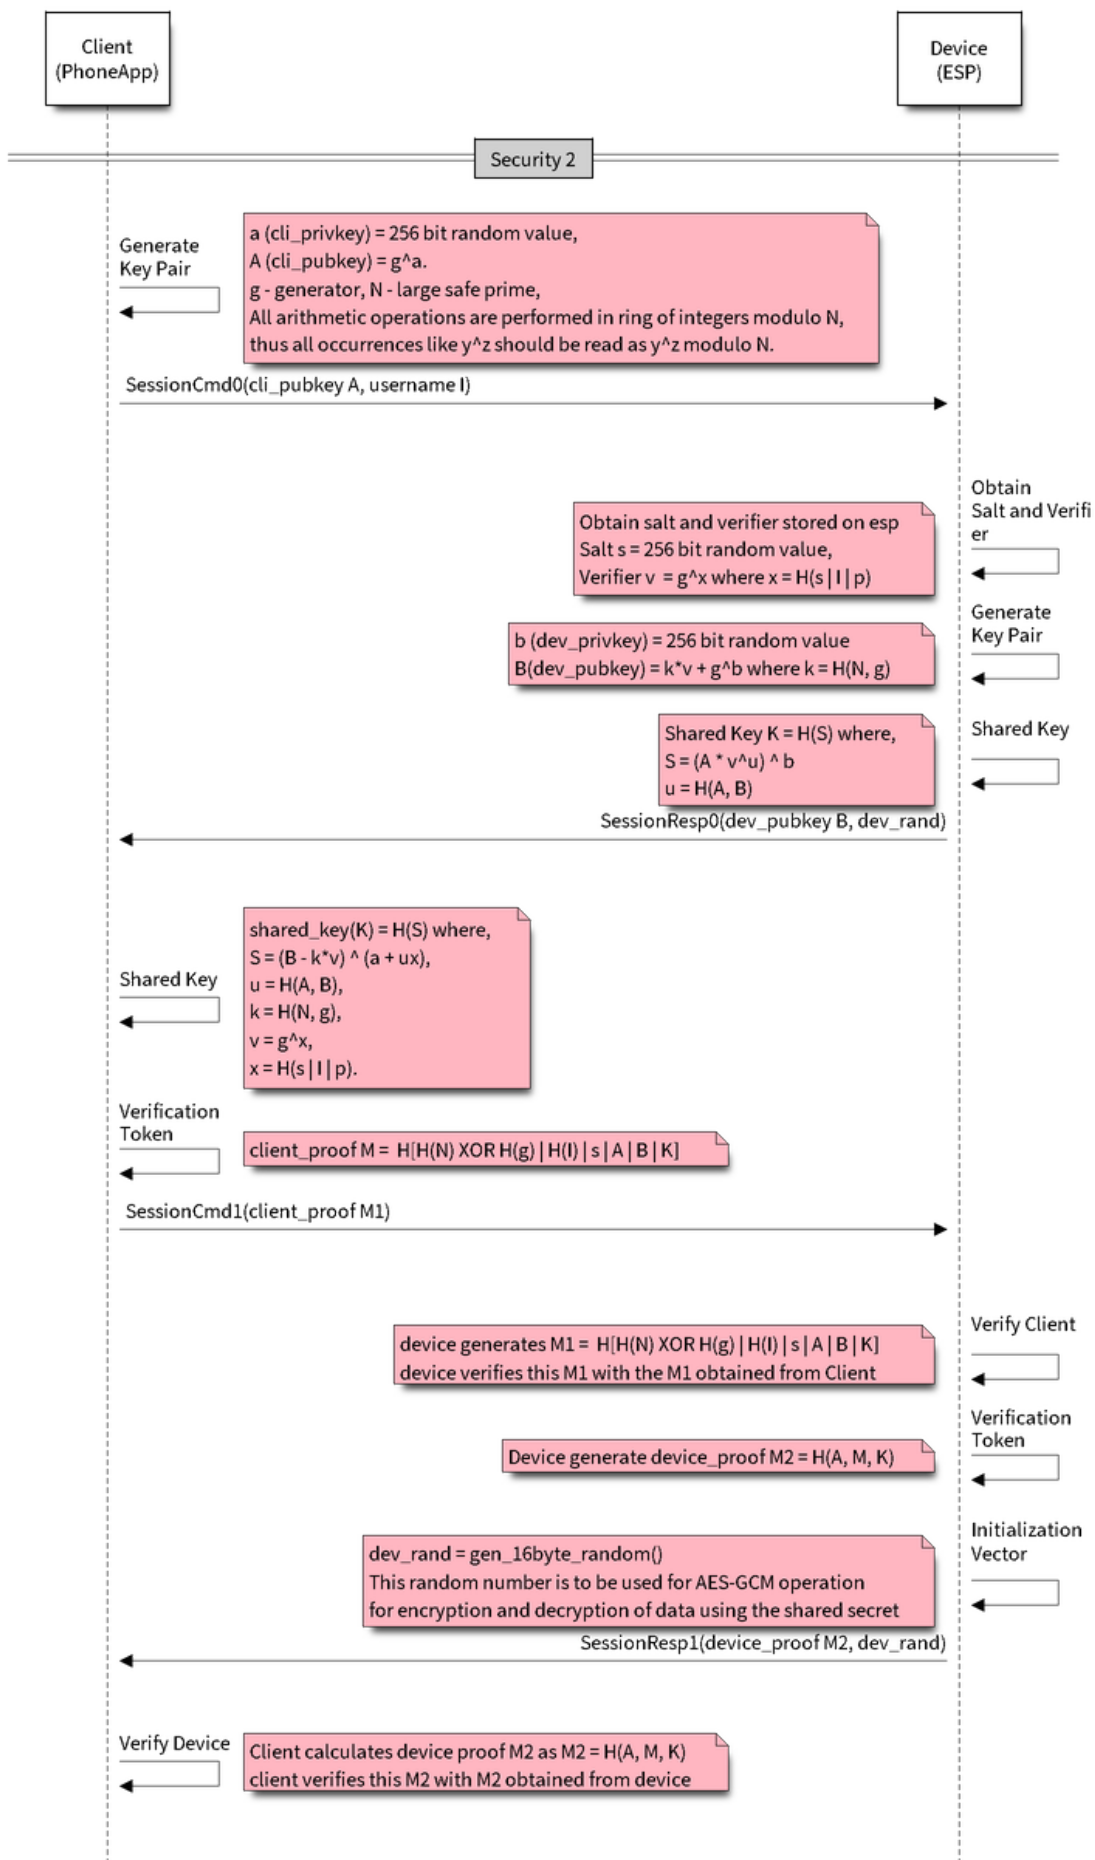 Client
(PhoneApp)
Device
(ESP)
Security 2
Generate
Key Pair
a (cli_privkey) = 256 bit random value,
A (cli_pubkey) = g^a.
g - generator, N - large safe prime,
All arithmetic operations are performed in ring of integers modulo N,
thus all occurrences like y^z should be read as y^z modulo N.
SessionCmd0(cli_pubkey A, username I)
Obtain
Salt and Verifi
er
Obtain salt and verifier stored on esp
Salt s = 256 bit random value,
Verifier v = g^x where x = H(s | I | p)
Generate
Key Pair
b (dev_privkey) = 256 bit random value
B(dev_pubkey) = k*v + g^b where k = H(N, g)
Shared Key
Shared Key K = H(S) where,
S = (A * v^u) ^ b
u = H(A, B)
SessionResp0(dev_pubkey B, dev_rand)
Shared Key
shared_key(K) = H(S) where,
S = (B - k*v) ^ (a + ux),
u = H(A, B),
k = H(N, g),
v = g^x,
x = H(s | I | p).
Verification
Token
client_proof M = H[H(N) XOR H(g) | H(I) | s | A | B | K]
SessionCmd1(client_proof M1)
Verify Client
device generates M1 = H[H(N) XOR H(g) | H(I) | s | A | B | K]
device verifies this M1 with the M1 obtained from Client
Verification
Token
Device generate device_proof M2 = H(A, M, K)
Initialization
Vector
dev_rand = gen_16byte_random()
This random number is to be used for AES-GCM operation
for encryption and decryption of data using the shared secret
SessionResp1(device_proof M2, dev_rand)
Verify Device
Client calculates device proof M2 as M2 = H(A, M, K)
client verifies this M2 with M2 obtained from device